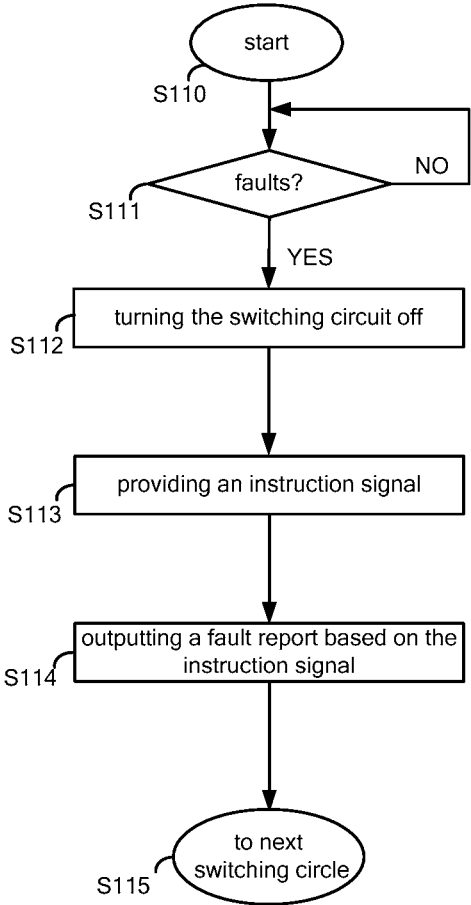 start
S110
faults?
NO
S111
YES
turning the switching circuit off
S112
providing an instruction signal
S113
outputting a fault report based on the
instruction signal
S114
to next
switching circle
S115